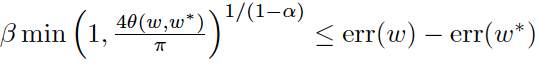 β min (1, 4θ(w,w*)/π)^{1/(1−α)} ≤ err(w) − err(w*)